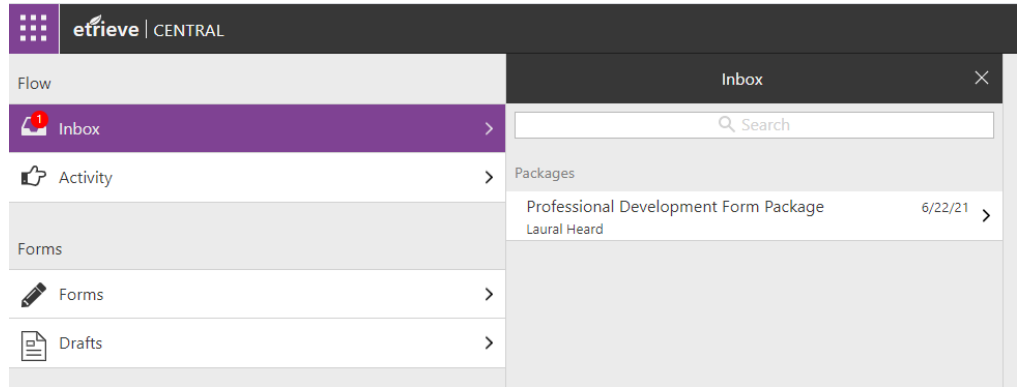 etrieve | CENTRAL
Flow
1
Inbox
Activity
Forms
Forms
Drafts
Inbox
Search
Packages
Professional Development Form Package 6/22/21
Laural Heard